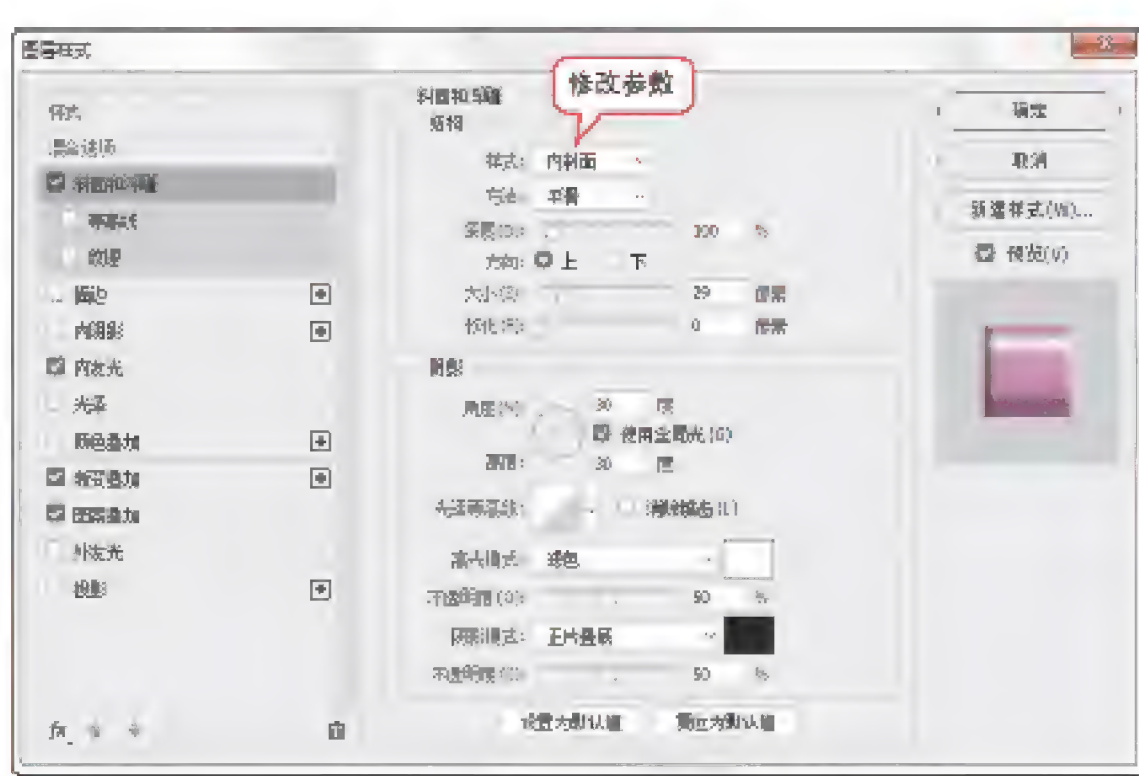 图层样式
修改参数
样式
混合选项
斜面和浮雕
等高线
纹理
描边
内阴影
内发光
光泽
颜色叠加
渐变叠加
图案叠加
外发光
投影
fx
斜面和浮雕
结构
样式: 内斜面
方法: 平滑
深度(D): 100 %
方向: 上 下
大小(Z): 29 像素
软化(F): 0 像素
阴影
角度(N): 30 度
使用全局光(G)
高度: 30 度
光泽等高线: 消除锯齿(L)
高光模式: 绿色
不透明度(O): 50 %
阴影模式: 正片叠底
不透明度(C): 50 %
设置为默认值 复位为默认值
确定
取消
新建样式(W)...
预览(V)